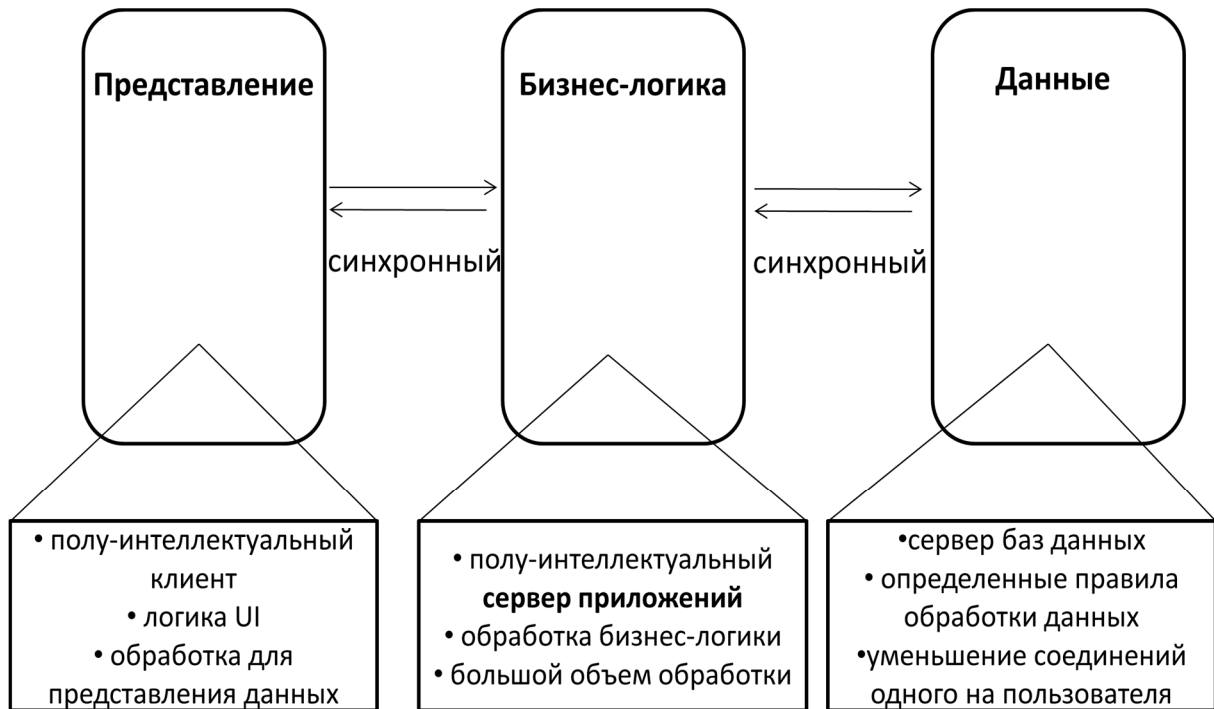 Представление
Бизнес-логика
Данные
синхронный
синхронный
• полу-интеллектуальный
клиент
• логика UI
• обработка для
представления данных
• полу-интеллектуальный
сервер приложений
• обработка бизнес-логики
• большой объем обработки
•сервер баз данных
• определенные правила
обработки данных
•уменьшение соединений
одного на пользователя